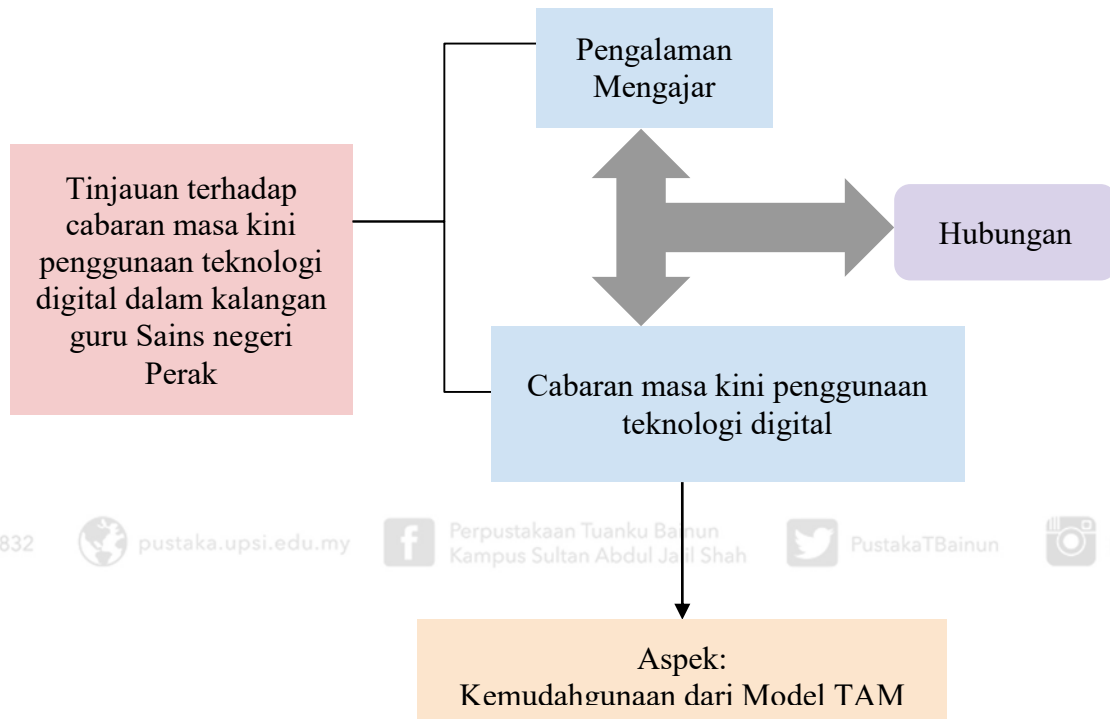 Pengalaman
Mengajar
Tinjauan terhadap
cabaran masa kini
penggunaan teknologi
digital dalam kalangan
guru Sains negeri
Perak
Hubungan
Cabaran masa kini penggunaan
teknologi digital
832
pustaka.upsi.edu.my
Perpustakaan Tuanku Bainun
Kampus Sultan Abdul Jalil Shah
PustakaTBainun
Aspek:
Kemudahgunaan dari Model TAM